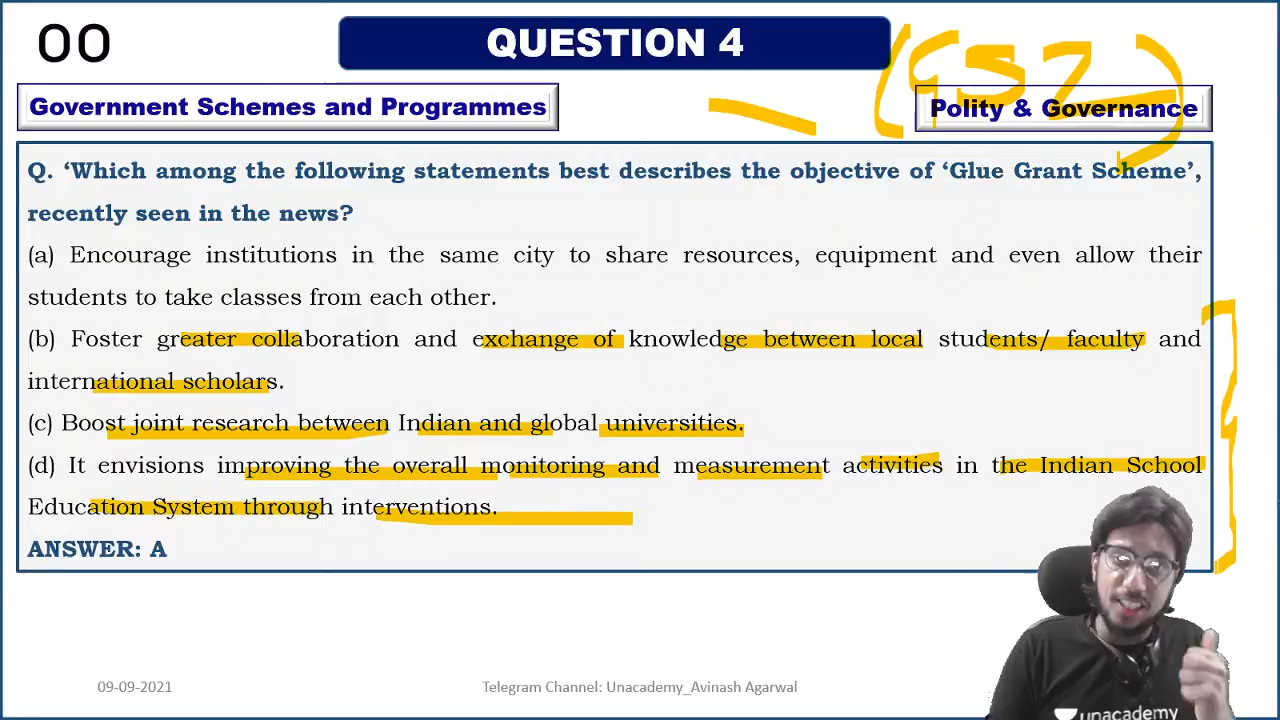 00
QUESTION 4
(GS2)
Government Schemes and Programmes
Polity & Governance
Q. ‘Which among the following statements best describes the objective of ‘Glue Grant Scheme’,
recently seen in the news?
(a) Encourage institutions in the same city to share resources, equipment and even allow their
students to take classes from each other.
(b) Foster greater collaboration and exchange of knowledge between local students/ faculty and
international scholars.
(c) Boost joint research between Indian and global universities.
(d) It envisions improving the overall monitoring and measurement activities in the Indian School
Education System through interventions.
ANSWER: A
09-09-2021
Telegram Channel: Unacademy_Avinash Agarwal
unacademy